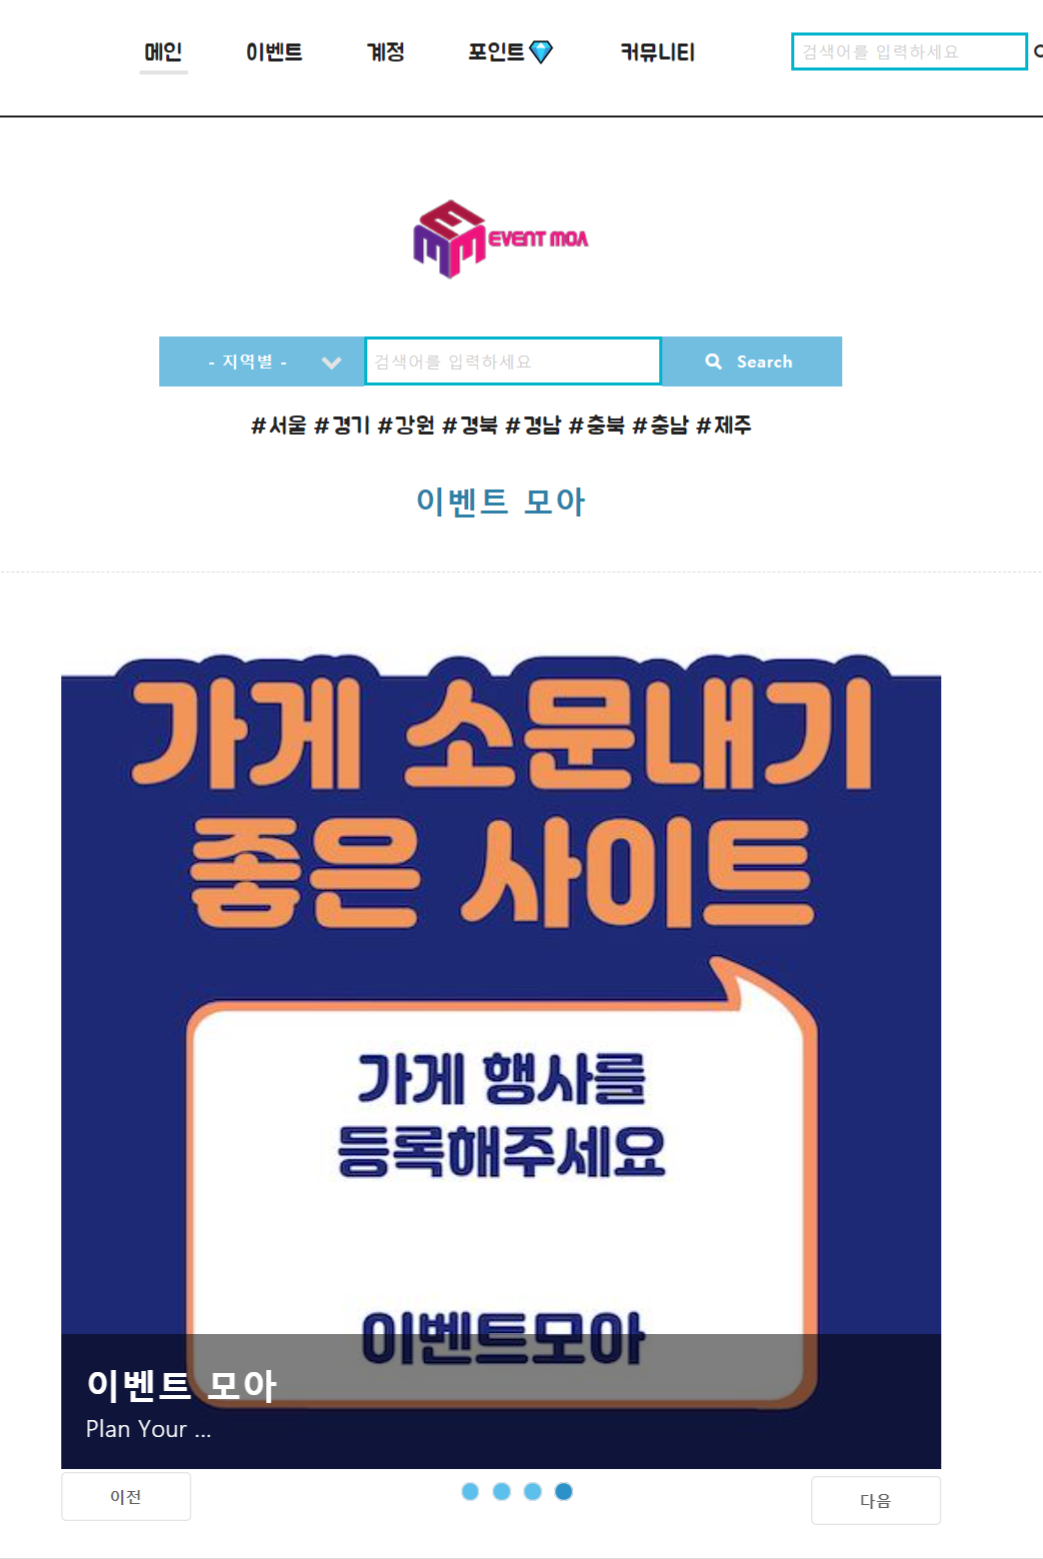 메인 이벤트 계정 포인트 커뮤니티 검색어를 입력하세요
EVENT MOA
- 지역별 - 검색어를 입력하세요 Search
#서울 #경기 #강원 #경북 #경남 #충북 #충남 #제주
이벤트 모아
가게 소문내기
좋은 사이트
가게 행사를
등록해주세요
이벤트모아
이벤트 모아
Plan Your ...
이전 다음